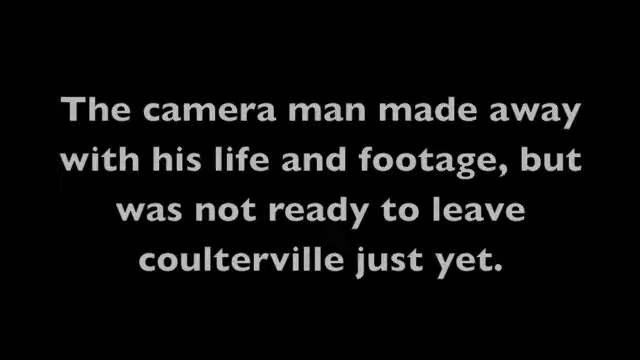 The camera man made away
with his life and footage, but
was not ready to leave
coulterville just yet.